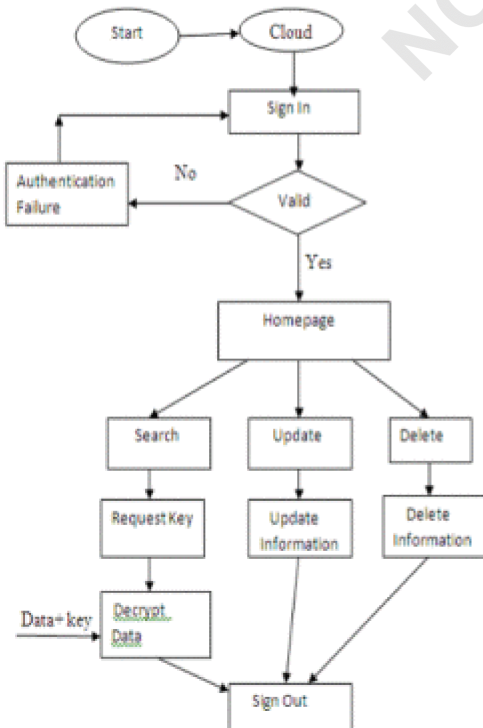 Start
Cloud
Sign In
No
Authentication
Failure
Valid
Yes
Homepage
Search
Update
Delete
Request Key
Update
Information
Delete
Information
Data+key
Decrypt
Data
Sign Out